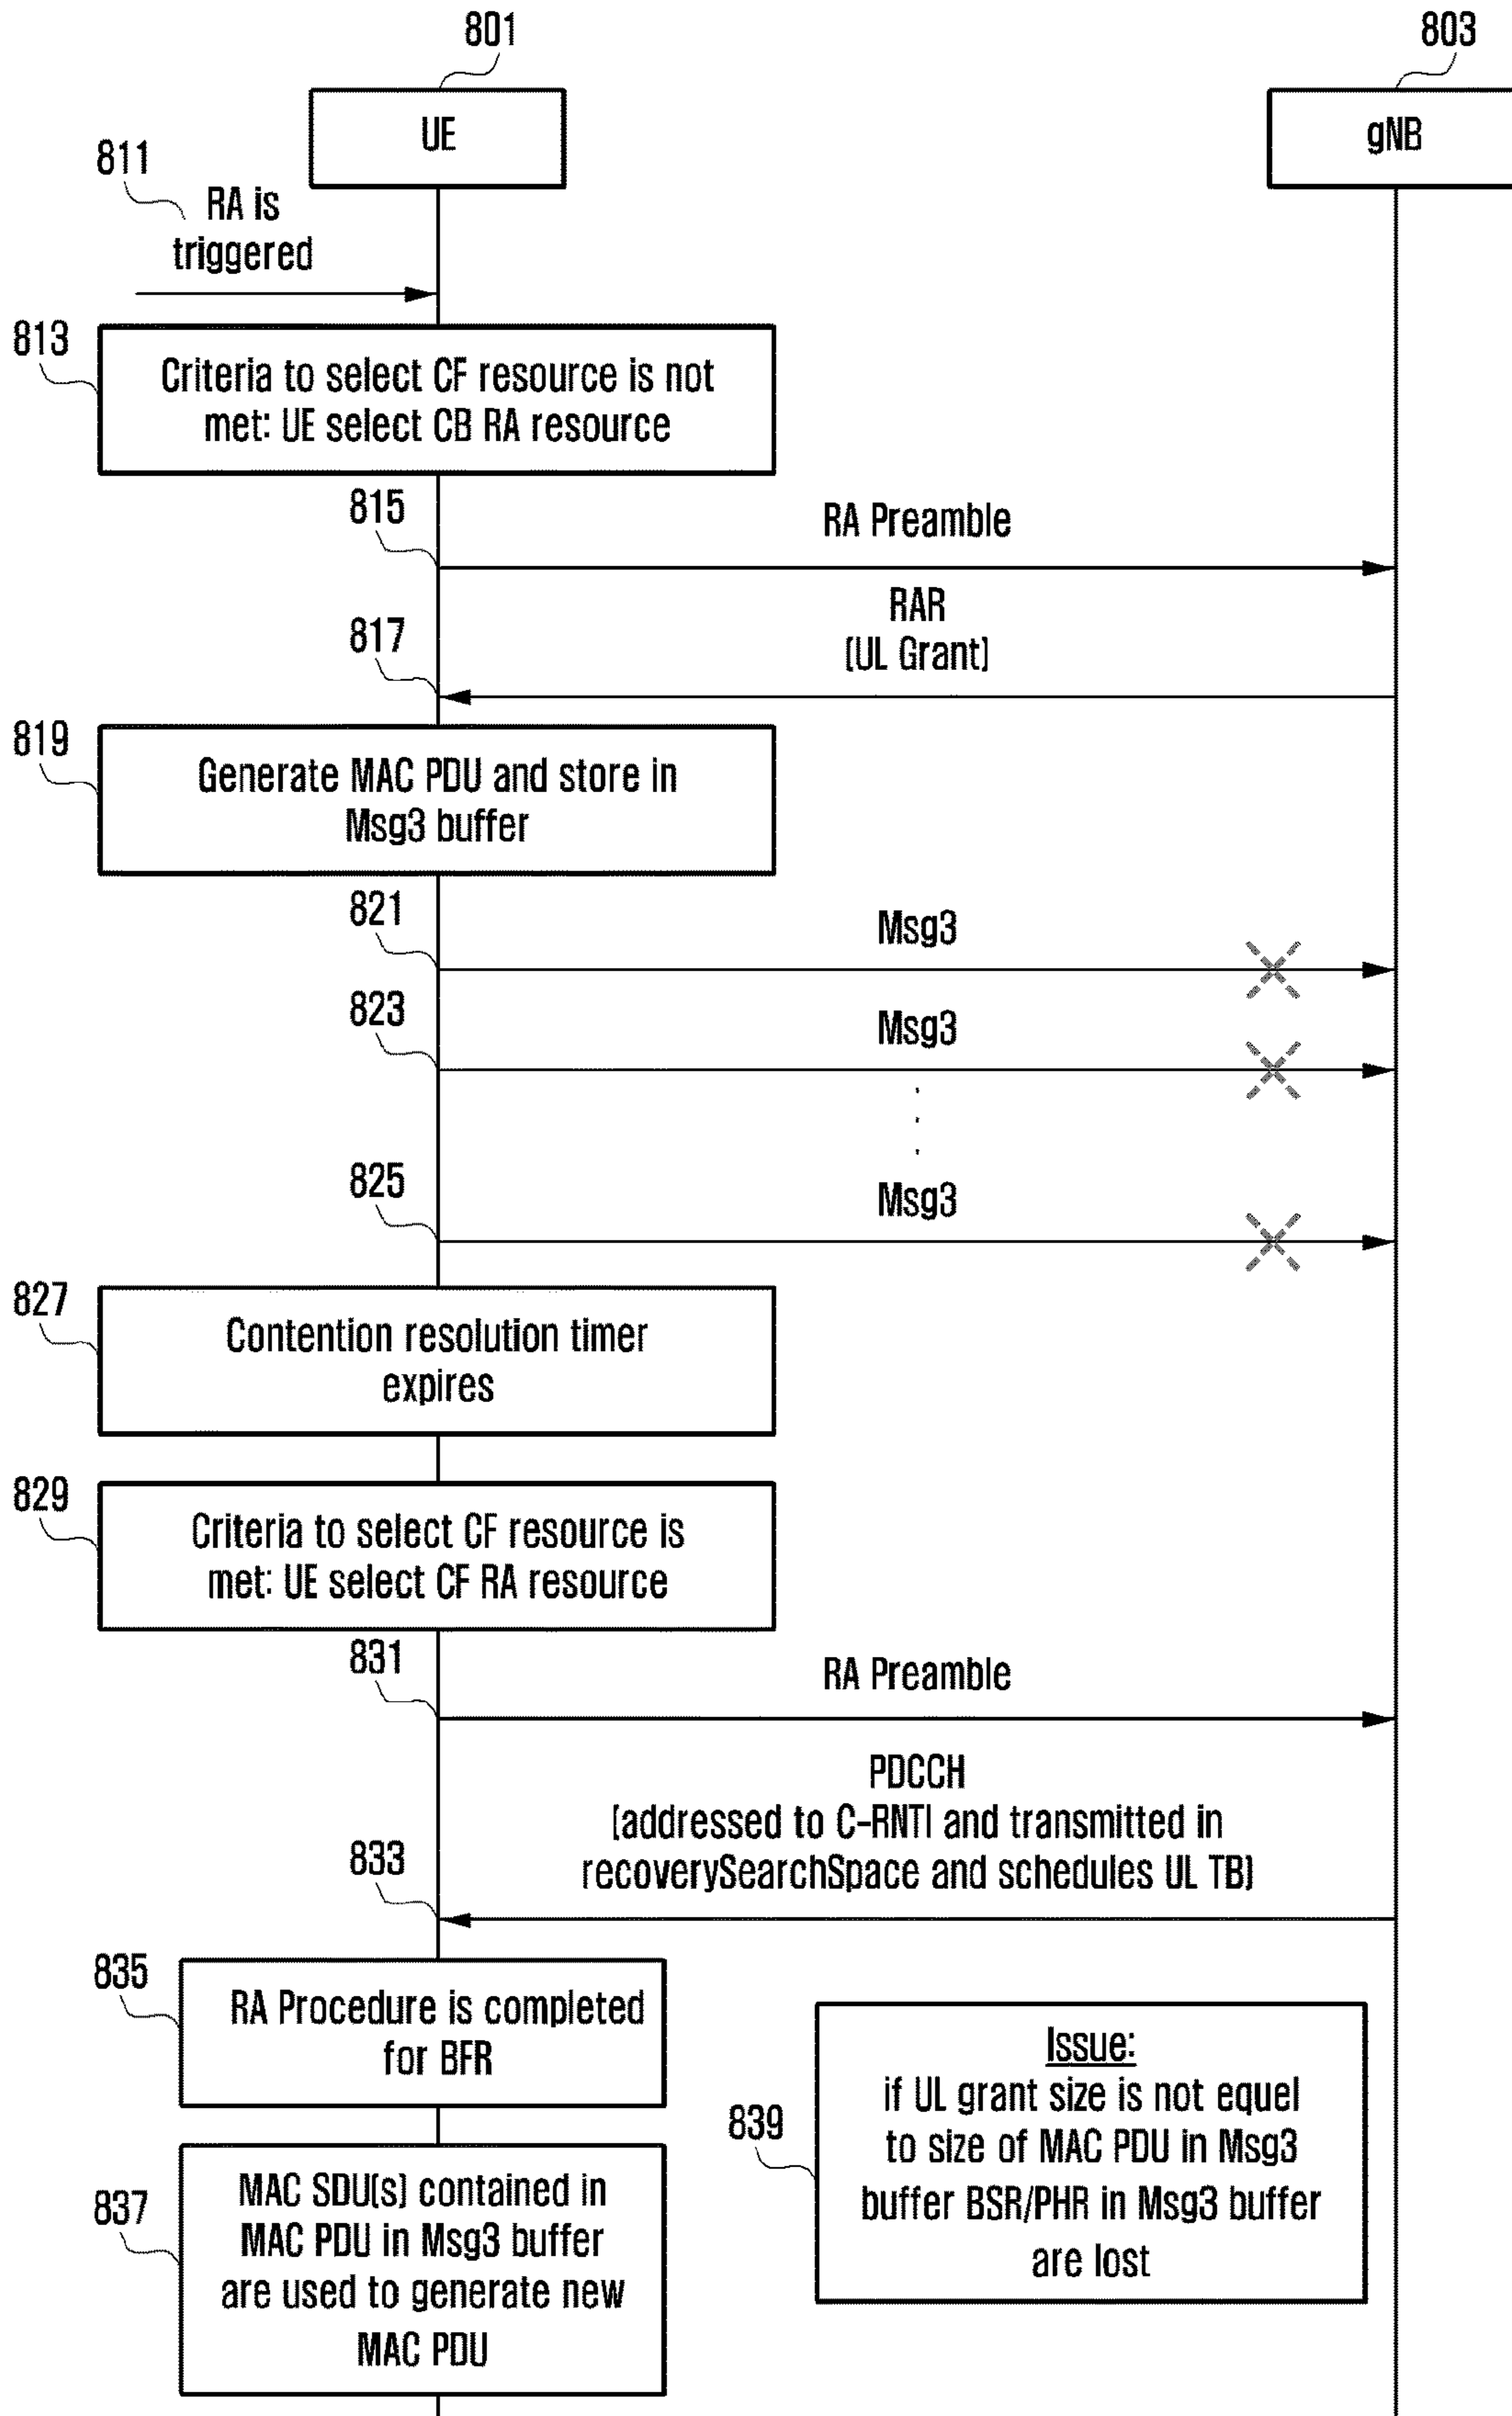 801
803
UE
gNB
811
RA is
triggered
813
Criteria to select CF resource is not
met: UE select CB RA resource
815
RA Preamble
RAR
817
(UL Grant)
819
Generate MAC PDU and store in
Msg3 buffer
821
Msg3
823
Msg3
825
Msg3
827
Contention resolution timer
expires
829
Criteria to select CF resource is
met: UE select CF RA resource
831
RA Preamble
PDCCH
(addressed to C-RNTI and transmitted in
833
recoverySearchSpace and schedules UL TB)
835
RA Procedure is completed
for BFR
837
MAC SDU(s) contained in
MAC PDU in Msg3 buffer
are used to generate new
MAC PDU
839
Issue:
if UL grant size is not equel
to size of MAC PDU in Msg3
buffer BSR/PHR in Msg3 buffer
are lost